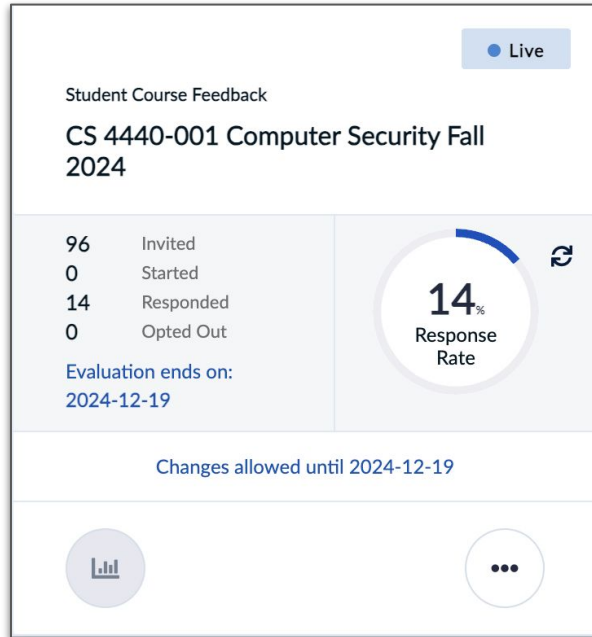 Live
Student Course Feedback
CS 4440-001 Computer Security Fall
2024
96 Invited
0 Started
14 Responded
0 Opted Out
Evaluation ends on:
2024-12-19
14%
Response
Rate
Changes allowed until 2024-12-19